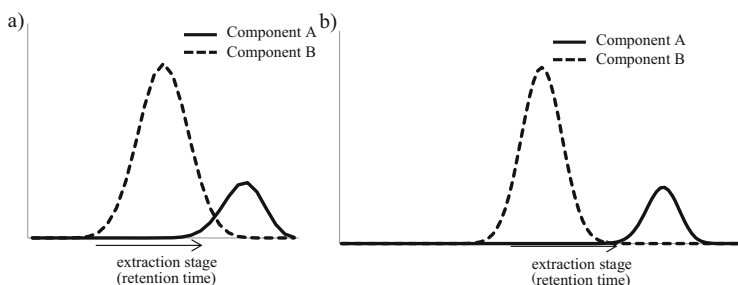 a)
Component A
Component B
extraction stage
(retention time)
b)
Component A
Component B
extraction stage
(retention time)